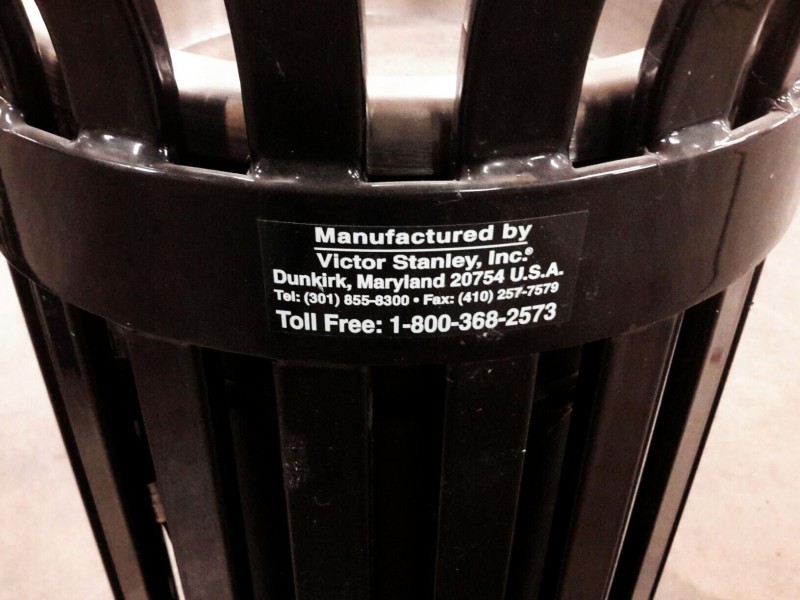 Manufactured by
Victor Stanley, Inc.®
Dunkirk, Maryland 20754 U.S.A.
Tel: (301) 855-8300 • Fax: (410) 257-7579
Toll Free: 1-800-368-2573